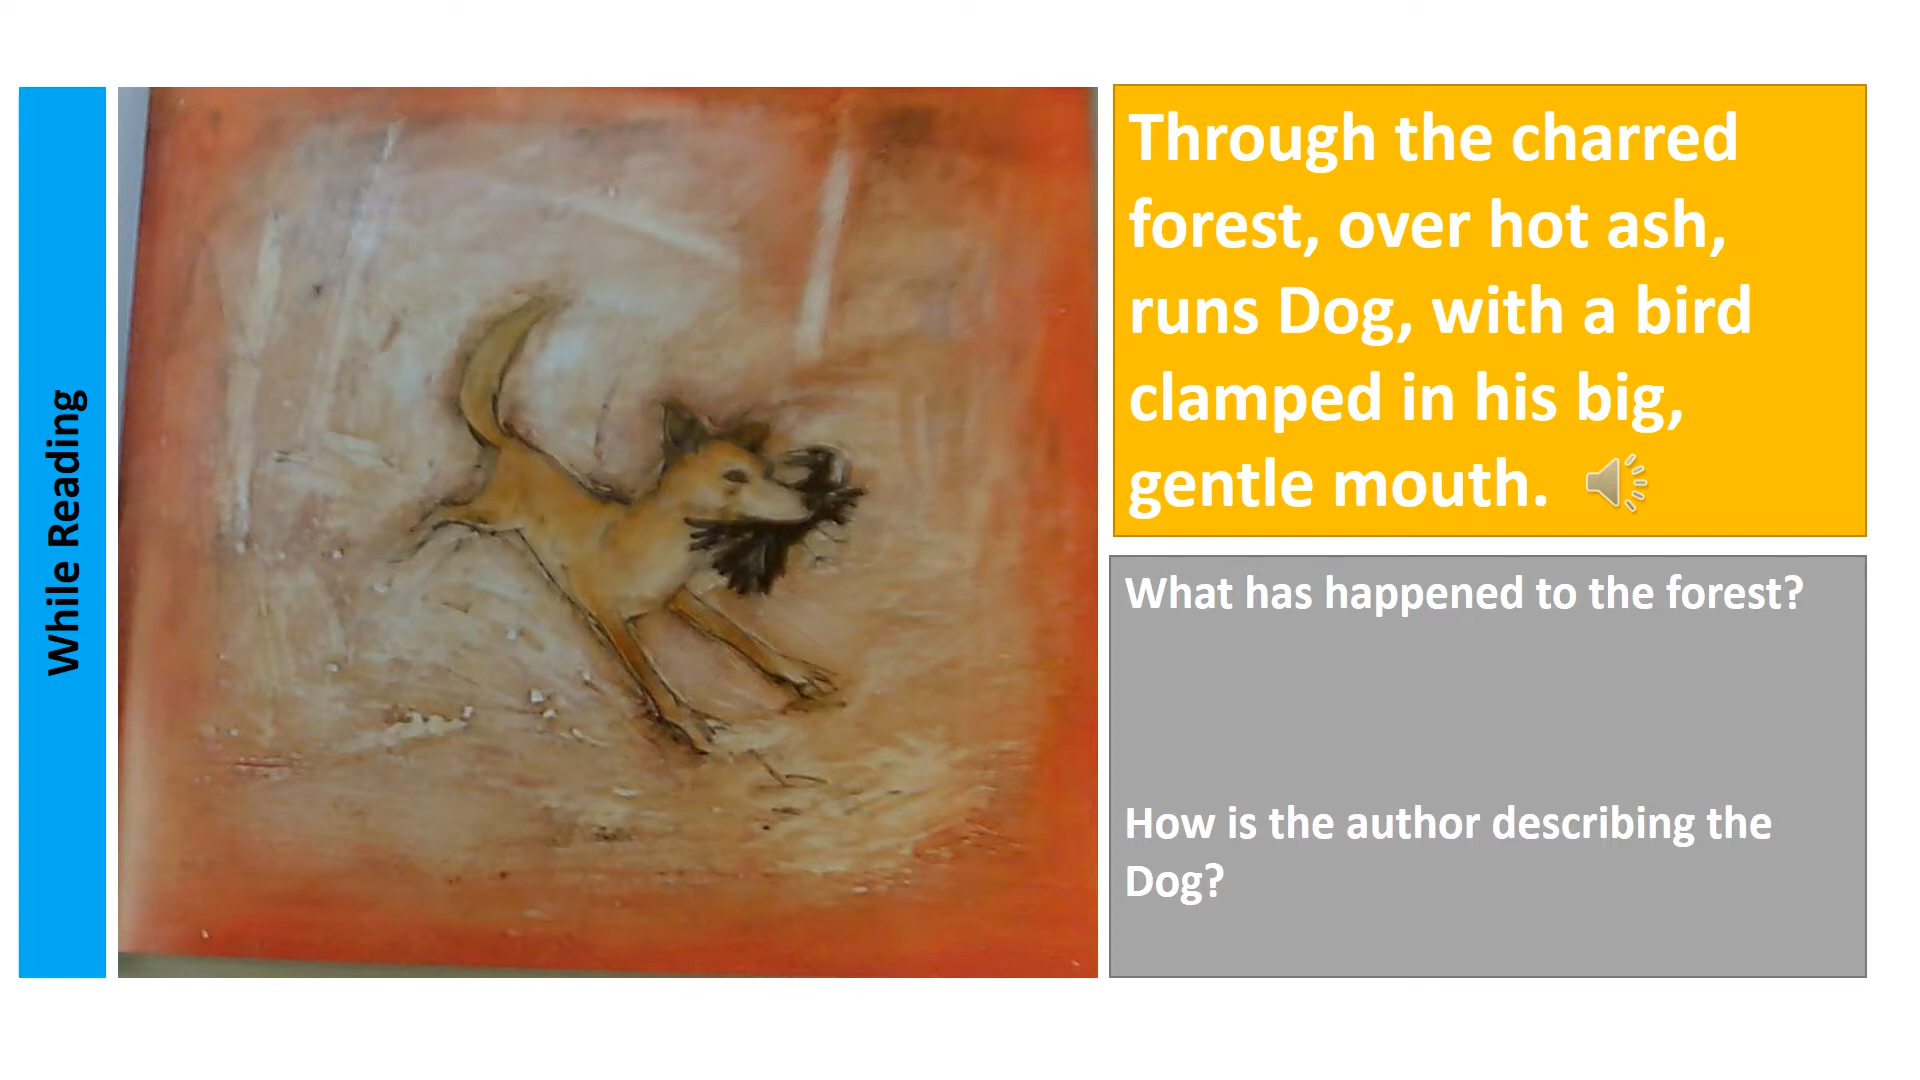 While Reading
Through the charred
forest, over hot ash,
runs Dog, with a bird
clamped in his big,
gentle mouth.
What has happened to the forest?
How is the author describing the
Dog?